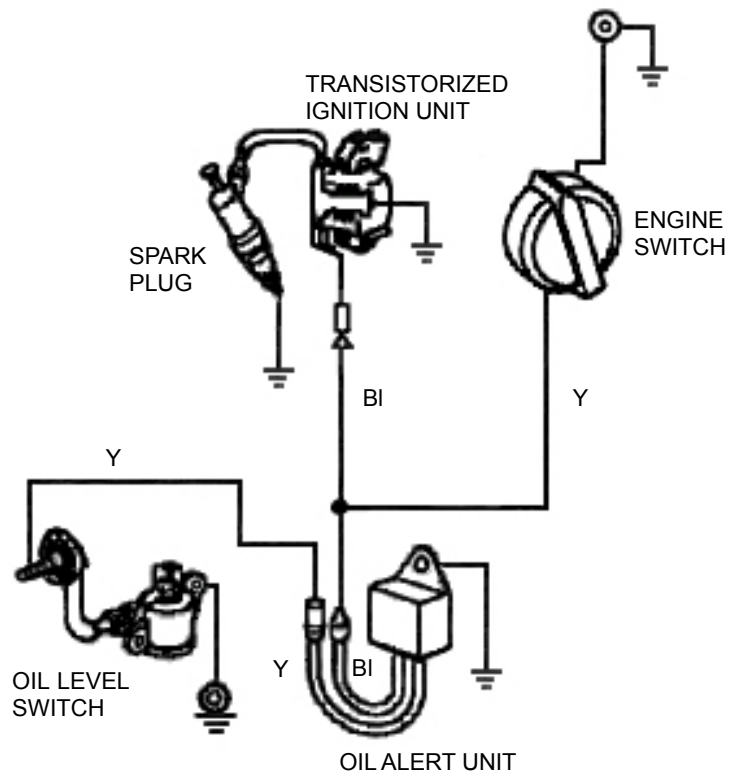 TRANSISTORIZED
IGNITION UNIT
ENGINE
SWITCH
SPARK
PLUG
Bl
Y
Y
Y
Bl
OIL LEVEL
SWITCH
OIL ALERT UNIT